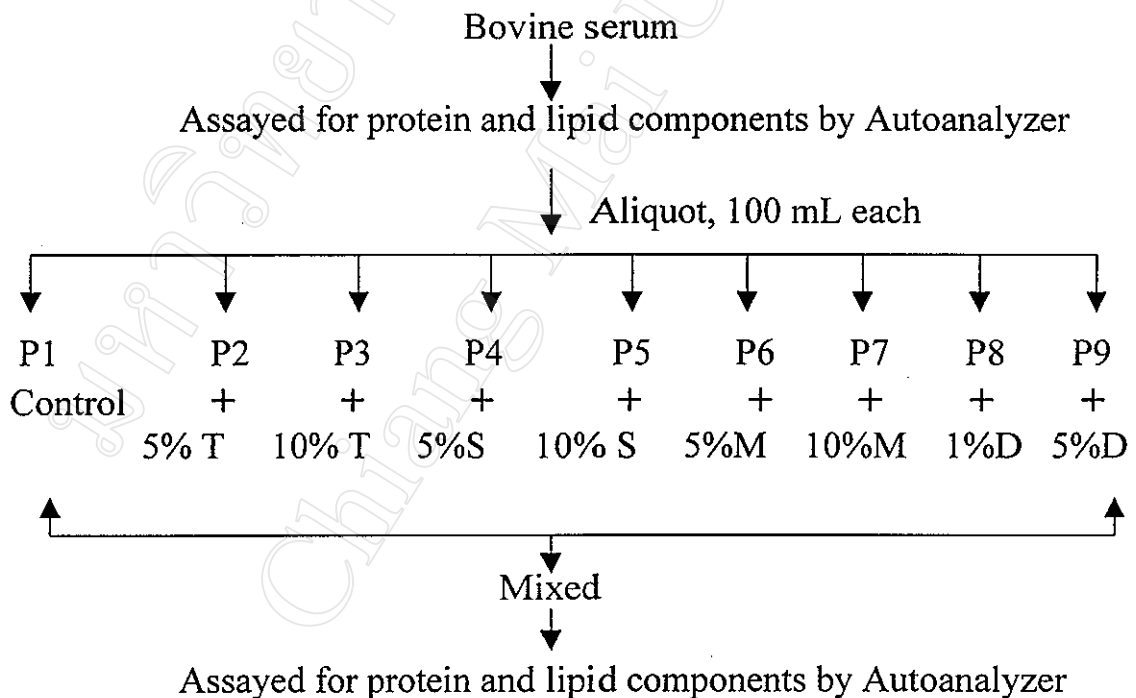 Bovine serum
Assayed for protein and lipid components by Autoanalyzer
Aliquot, 100 mL each
P1 P2 P3 P4 P5 P6 P7 P8 P9
Control + + + + + + + +
5% T 10% T 5%S 10% S 5%M 10%M 1%D 5%D
Mixed
Assayed for protein and lipid components by Autoanalyzer
Chiang Mai